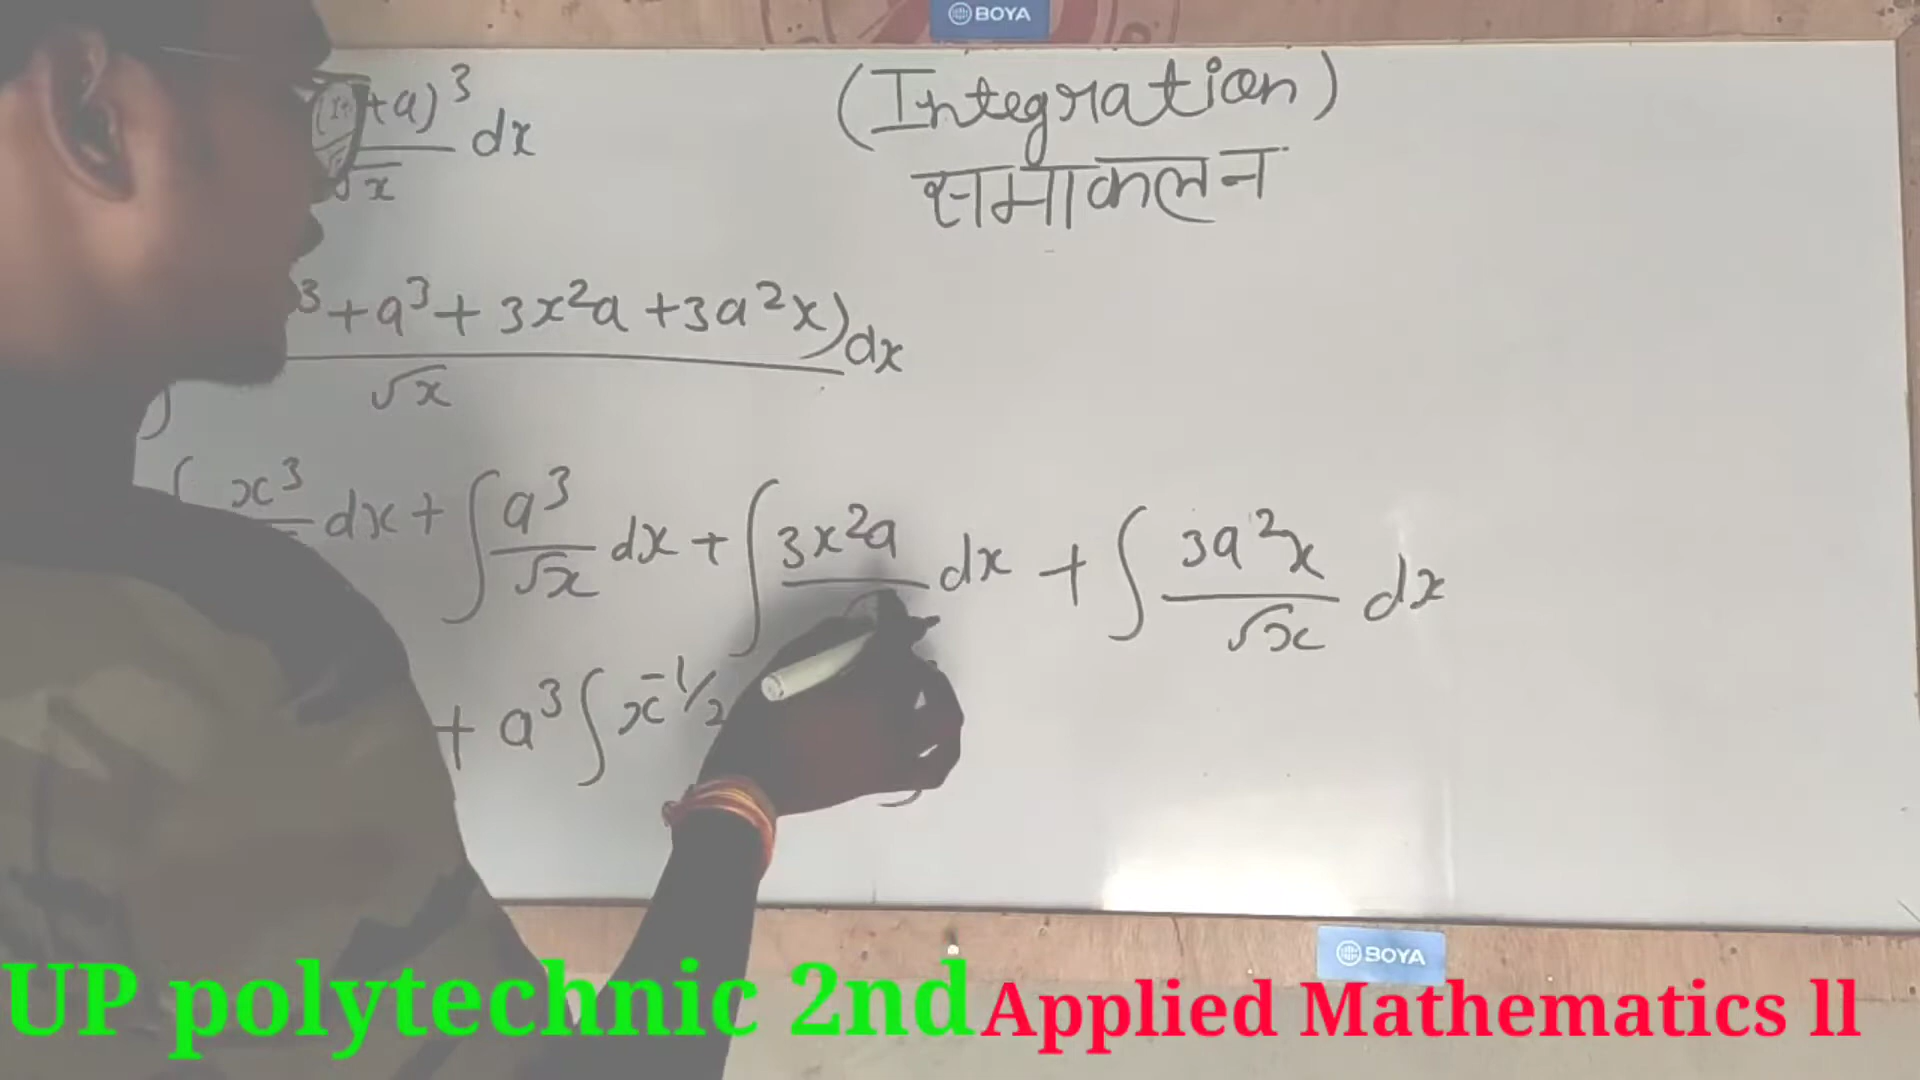 BOYA
(Integration)
समाकलन
+a)³ / √x dx
³ + a³ + 3x²a + 3a²x) / √x dx
∫ x³ dx + ∫ a³/√x dx + ∫ 3x²a dx + ∫ 3a²x/√x dx
+ a³ ∫ x^-1/2
BOYA
UP polytechnic 2nd Applied Mathematics ll